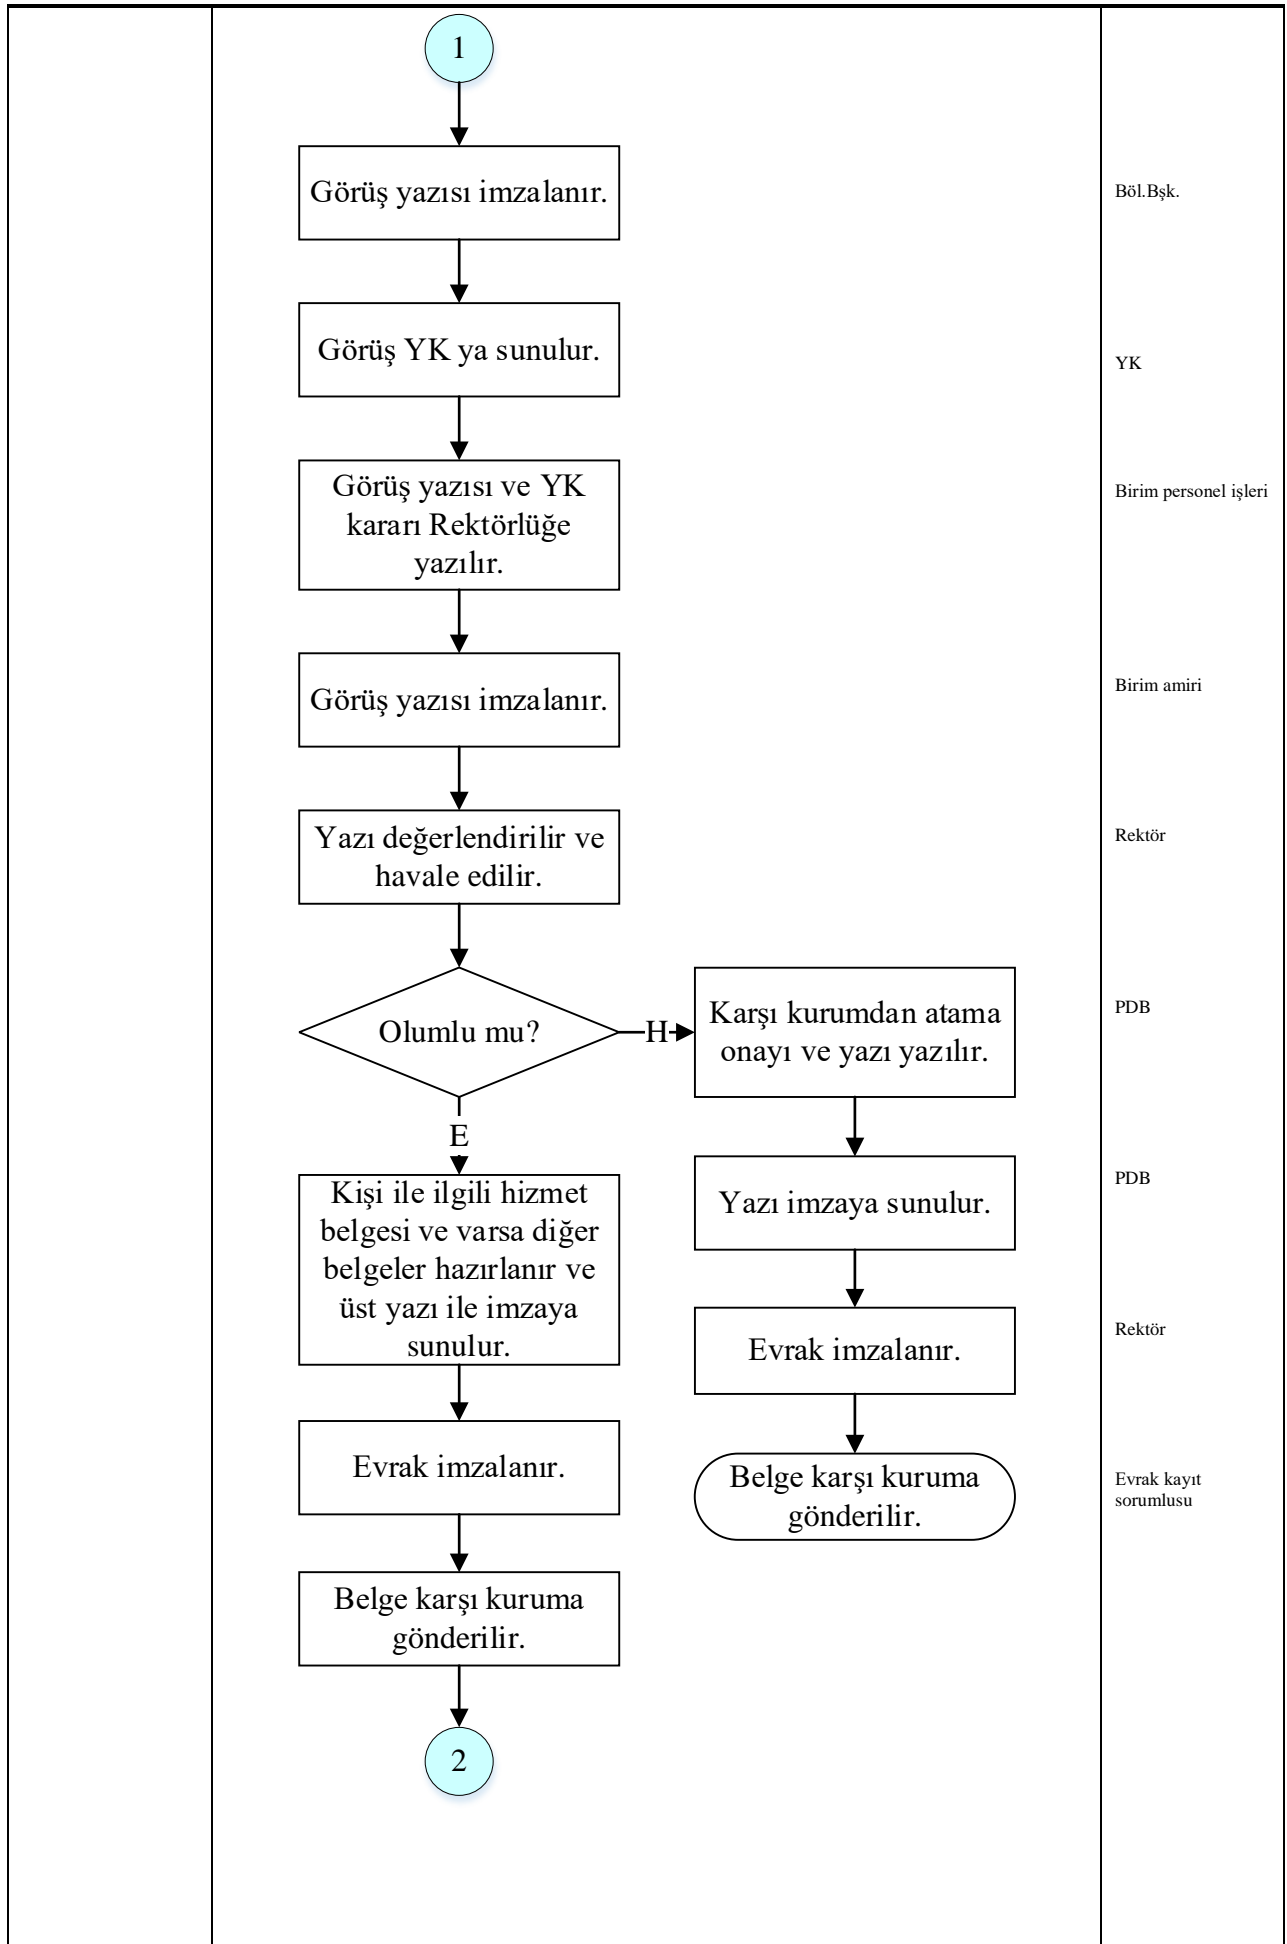 1
Görüş yazısı imzalanır.
Böl.Bşk.
Görüş YK ya sunulur.
YK
Görüş yazısı ve YK
kararı Rektörlüğe
yazılır.
Birim personel işleri
Görüş yazısı imzalanır.
Birim amiri
Yazı değerlendirilir ve
havale edilir.
Rektör
Olumlu mu?
H
Karşı kurumdan atama
onayı ve yazı yazılır.
PDB
E
Kişi ile ilgili hizmet
belgesi ve varsa diğer
belgeler hazırlanır ve
üst yazı ile imzaya
sunulur.
Yazı imzaya sunulur.
PDB
Evrak imzalanır.
Rektör
Evrak imzalanır.
Belge karşı kuruma
gönderilir.
Evrak kayıt
sorumlusu
Belge karşı kuruma
gönderilir.
2